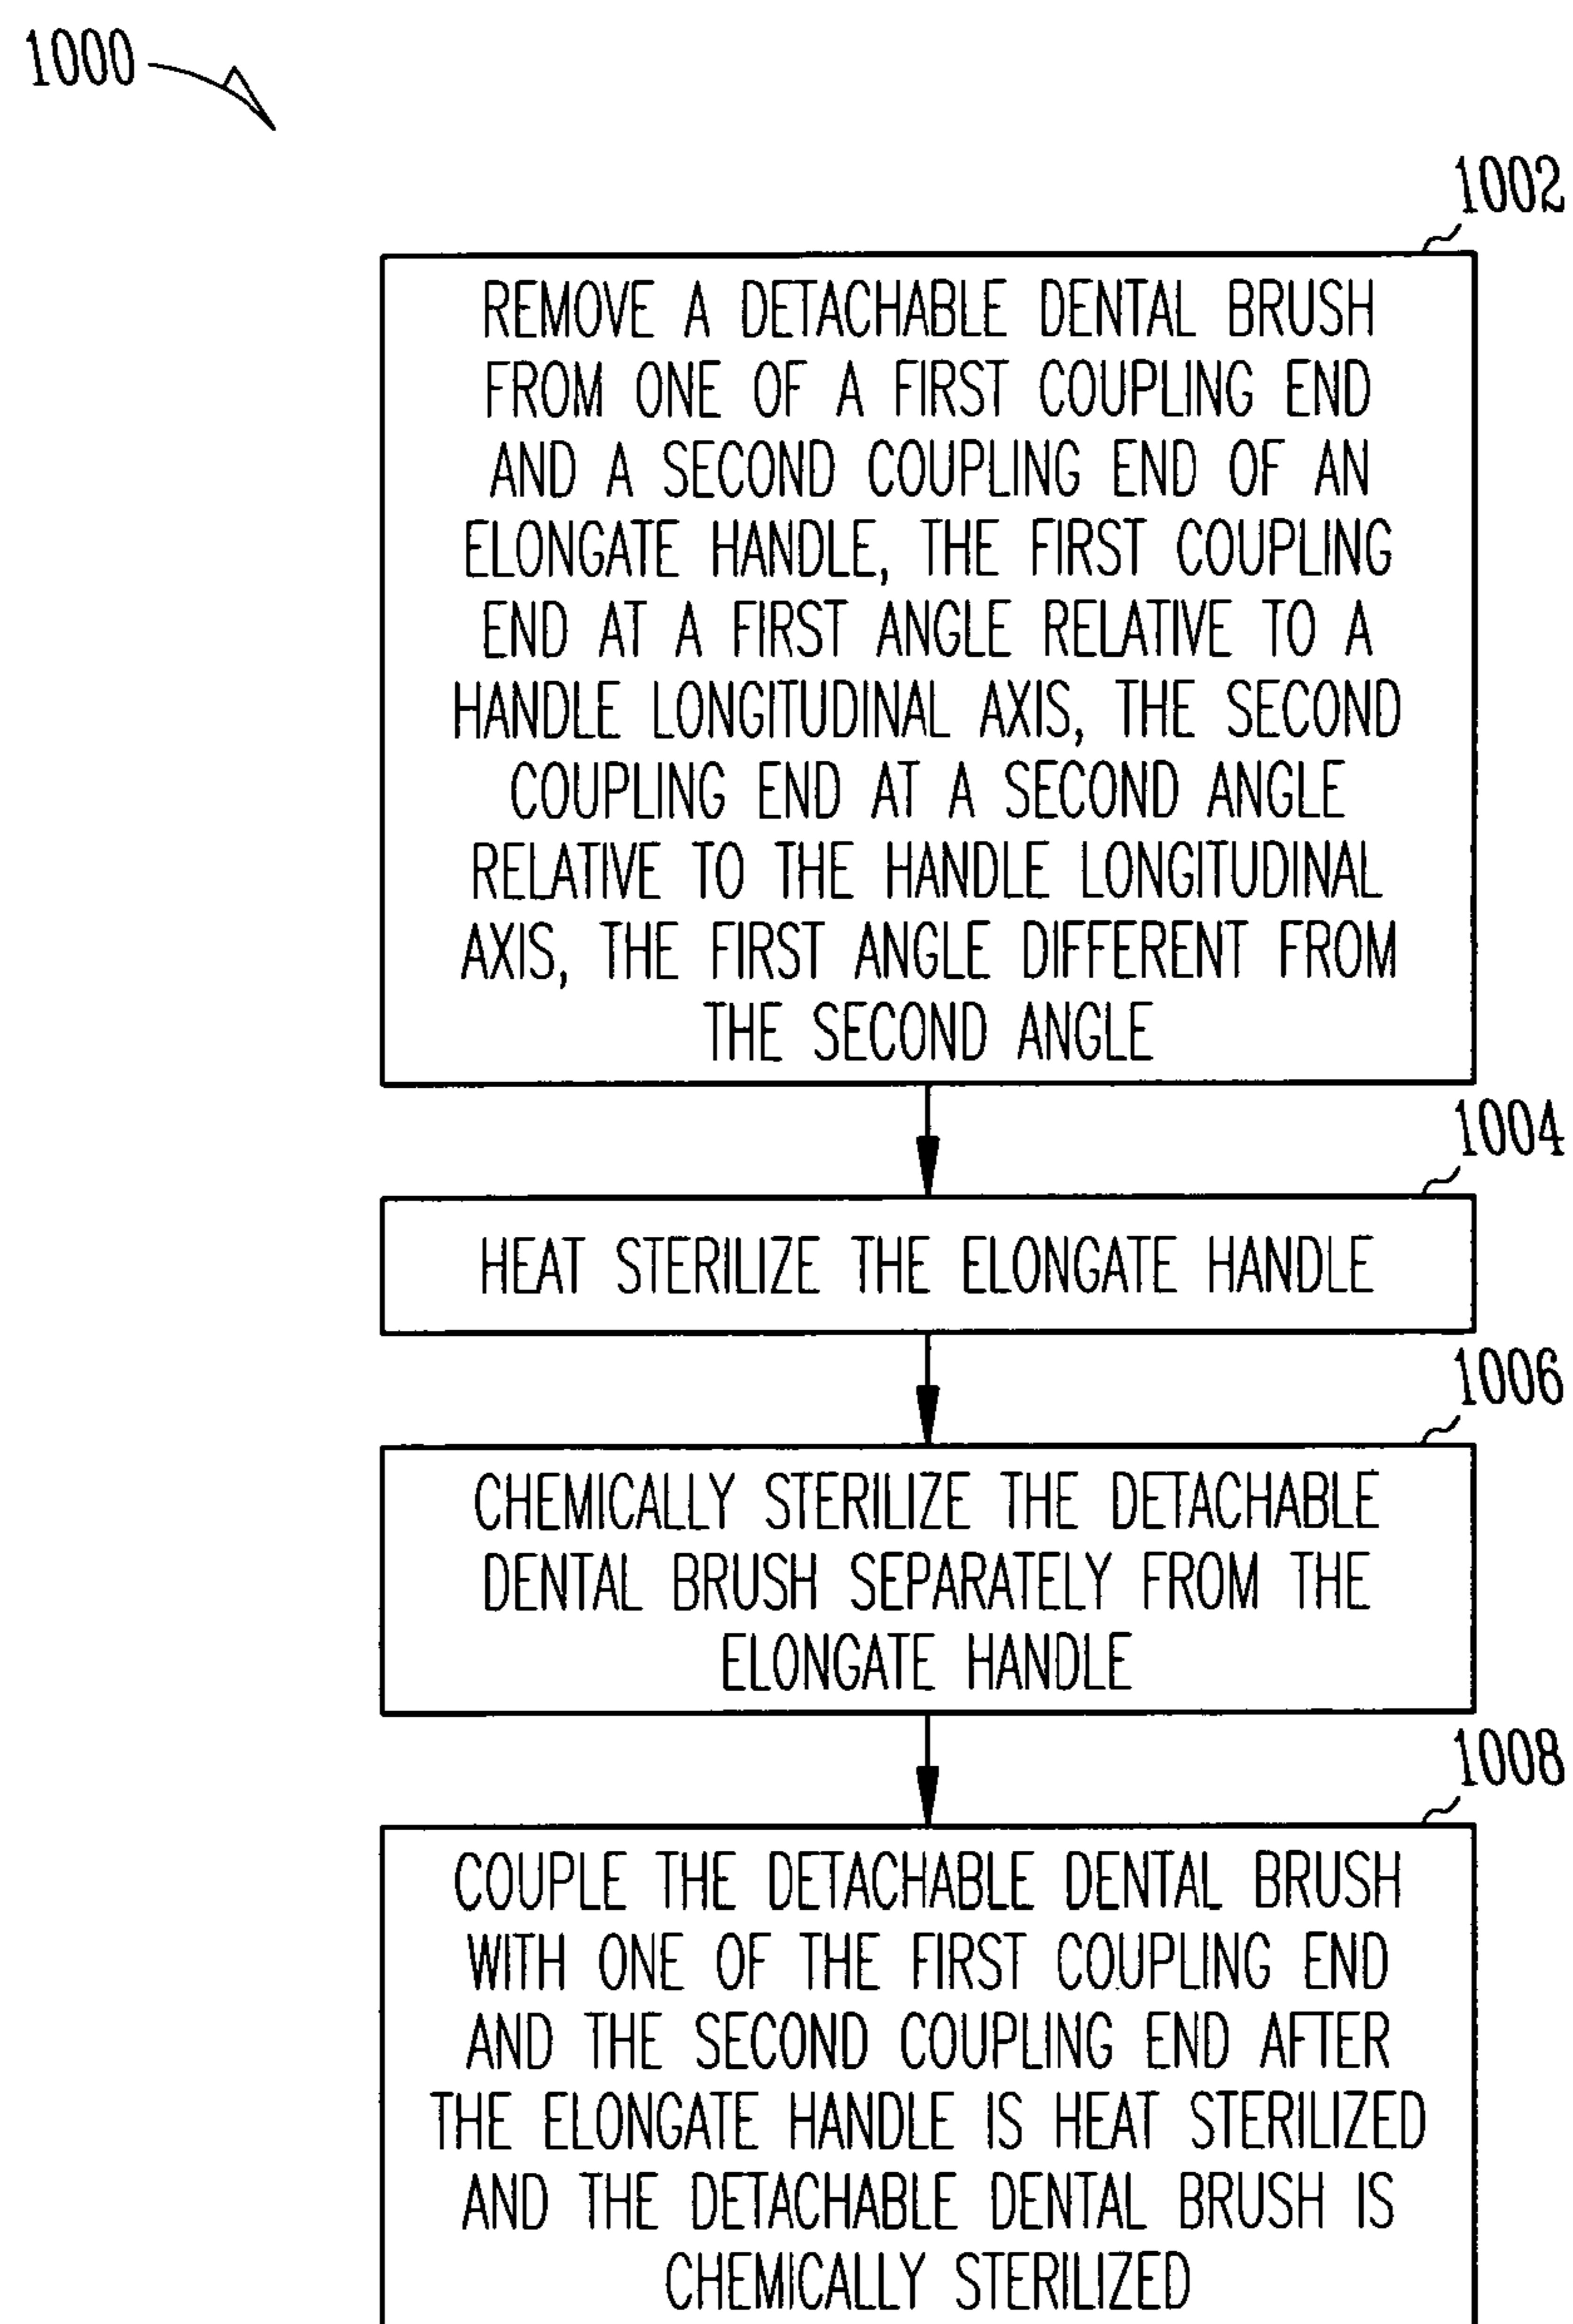 1000
1002
REMOVE A DETACHABLE DENTAL BRUSH
FROM ONE OF A FIRST COUPLING END
AND A SECOND COUPLING END OF AN
ELONGATE HANDLE, THE FIRST COUPLING
END AT A FIRST ANGLE RELATIVE TO A
HANDLE LONGITUDINAL AXIS, THE SECOND
COUPLING END AT A SECOND ANGLE
RELATIVE TO THE HANDLE LONGITUDINAL
AXIS, THE FIRST ANGLE DIFFERENT FROM
THE SECOND ANGLE
1004
HEAT STERILIZE THE ELONGATE HANDLE
1006
CHEMICALLY STERILIZE THE DETACHABLE
DENTAL BRUSH SEPARATELY FROM THE
ELONGATE HANDLE
1008
COUPLE THE DETACHABLE DENTAL BRUSH
WITH ONE OF THE FIRST COUPLING END
AND THE SECOND COUPLING END AFTER
THE ELONGATE HANDLE IS HEAT STERILIZED
AND THE DETACHABLE DENTAL BRUSH IS
CHEMICALLY STERILIZED